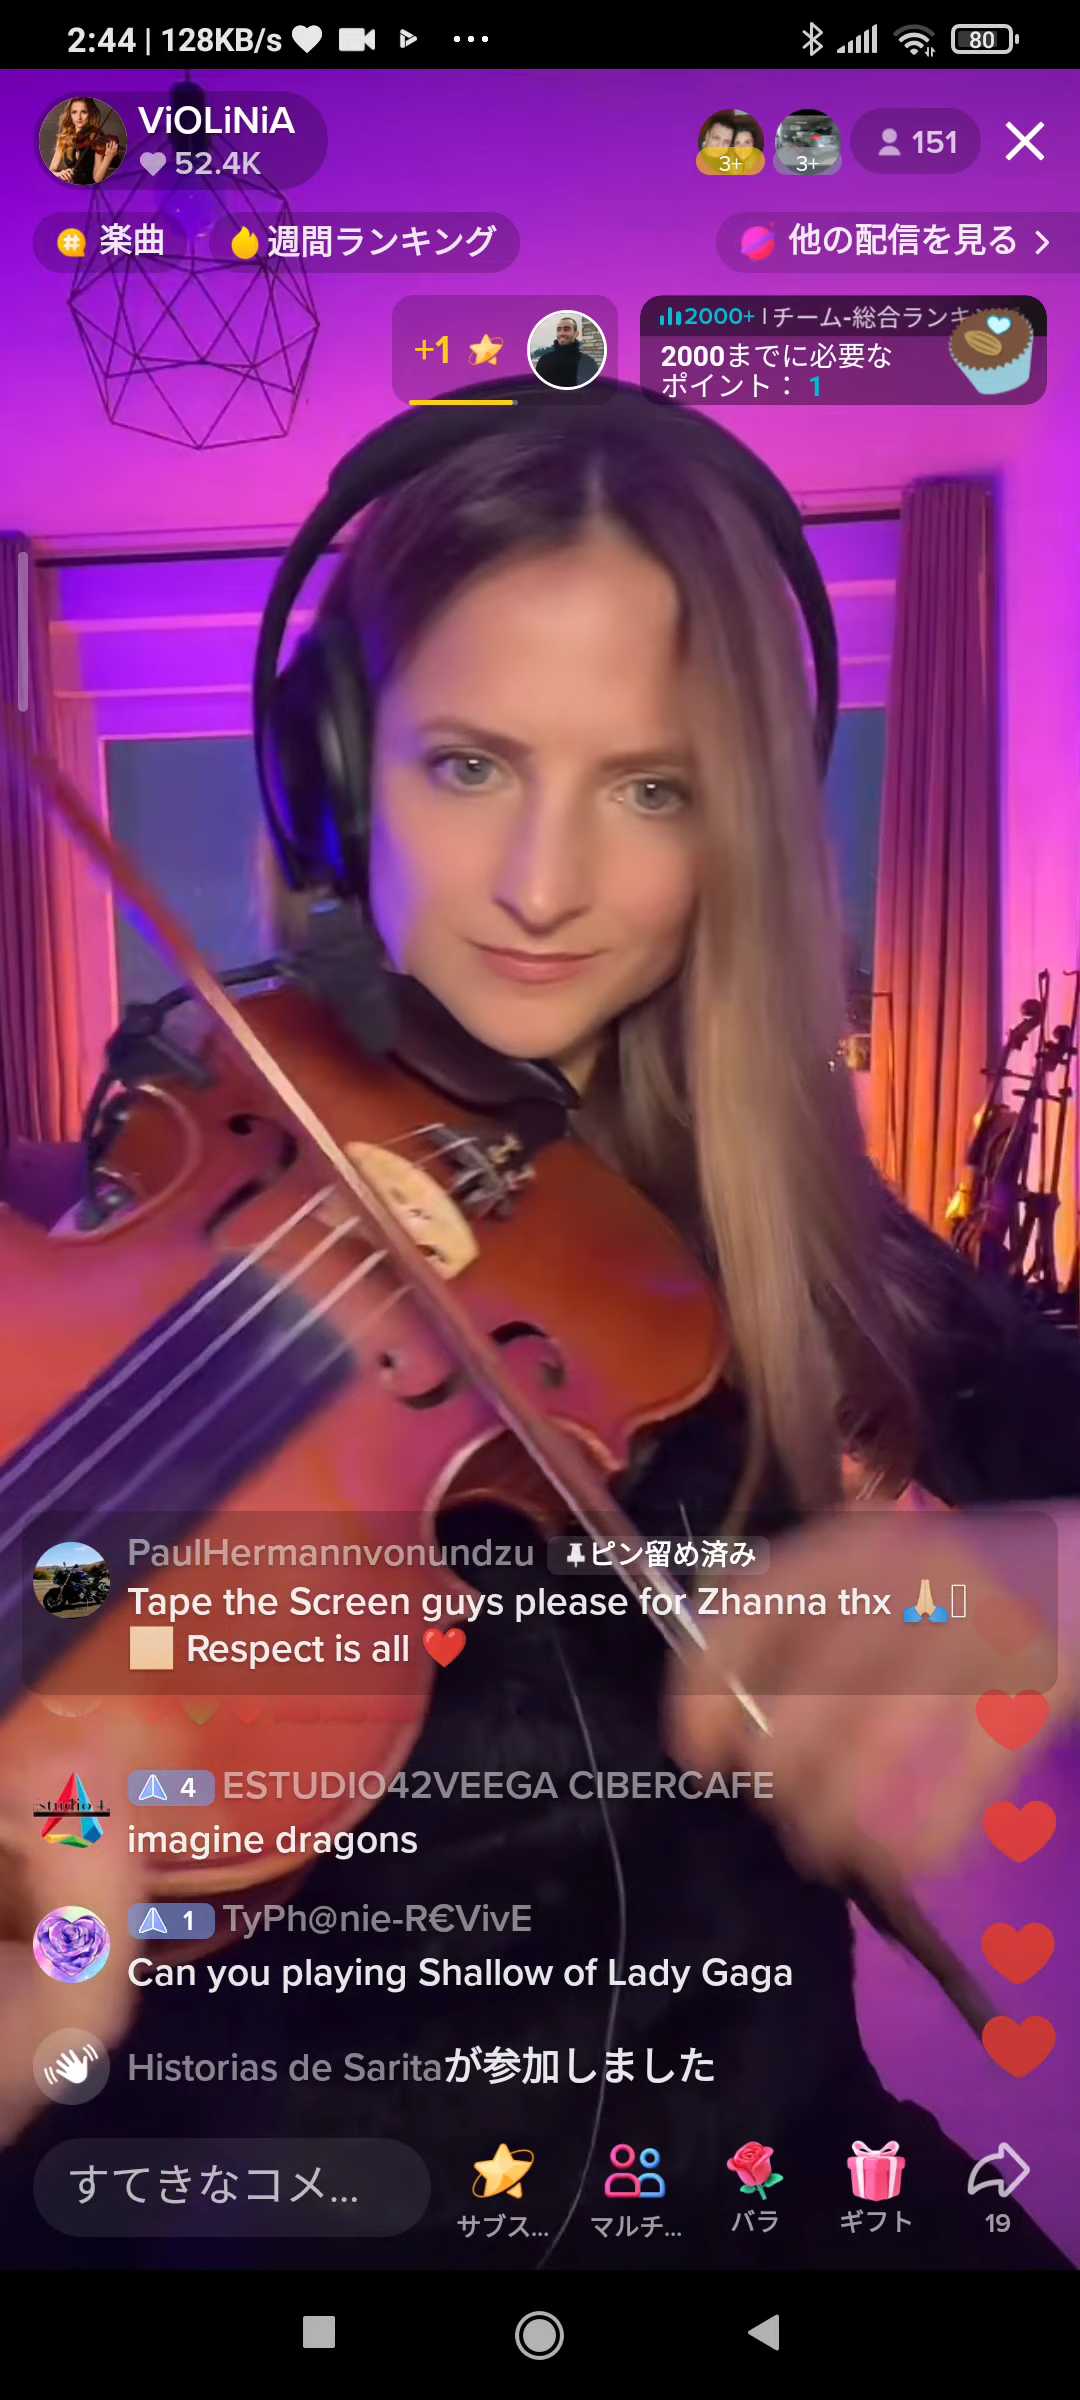 2:44 | 128KB/s
80
ViOLiNiA
52.4K
3+
3+
151
楽曲
週間ランキング
他の配信を見る
+1
2000+ | チーム-総合ランキ
2000までに必要な
ポイント： 1
PaulHermannvonundzu ピン留め済み
Tape the Screen guys please for Zhanna thx 🙏🏼
Respect is all ❤️
4 ESTUDIO42VEEGA CIBERCAFE
imagine dragons
1 TyPh@nie-R€VivE
Can you playing Shallow of Lady Gaga
Historias de Saritaが参加しました
すてきなコメ...
サブス...
マルチ...
バラ
ギフト
19